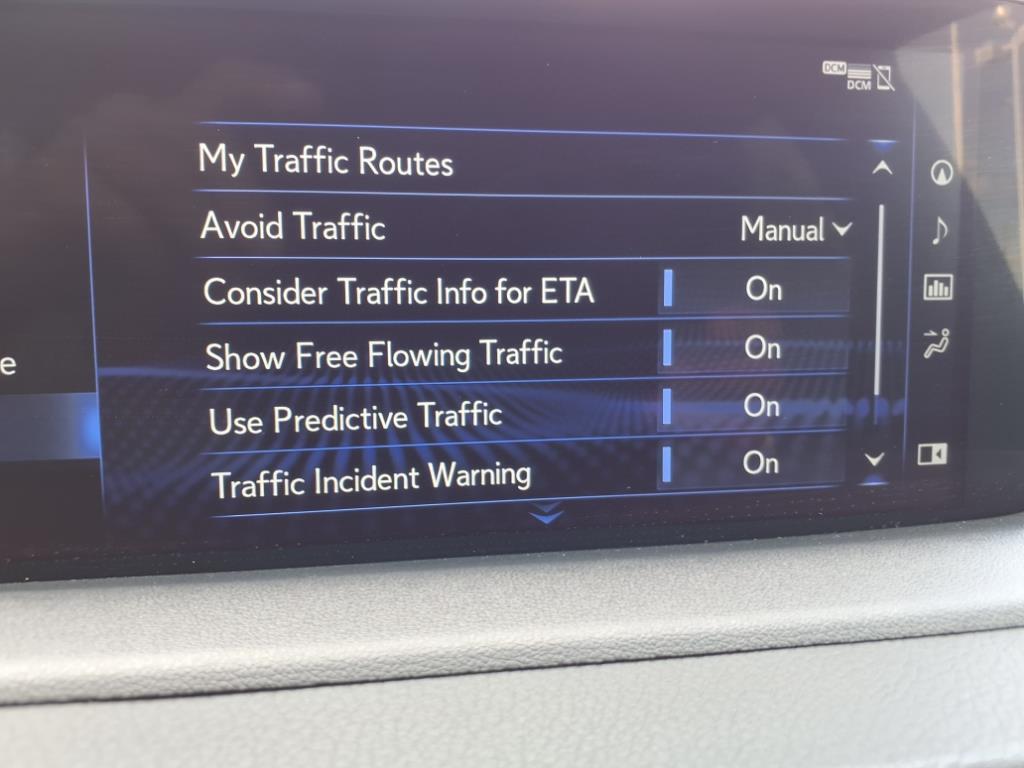 DCM
DCM
My Traffic Routes
Avoid Traffic Manual
Consider Traffic Info for ETA On
Show Free Flowing Traffic On
e
Use Predictive Traffic On
Traffic Incident Warning On